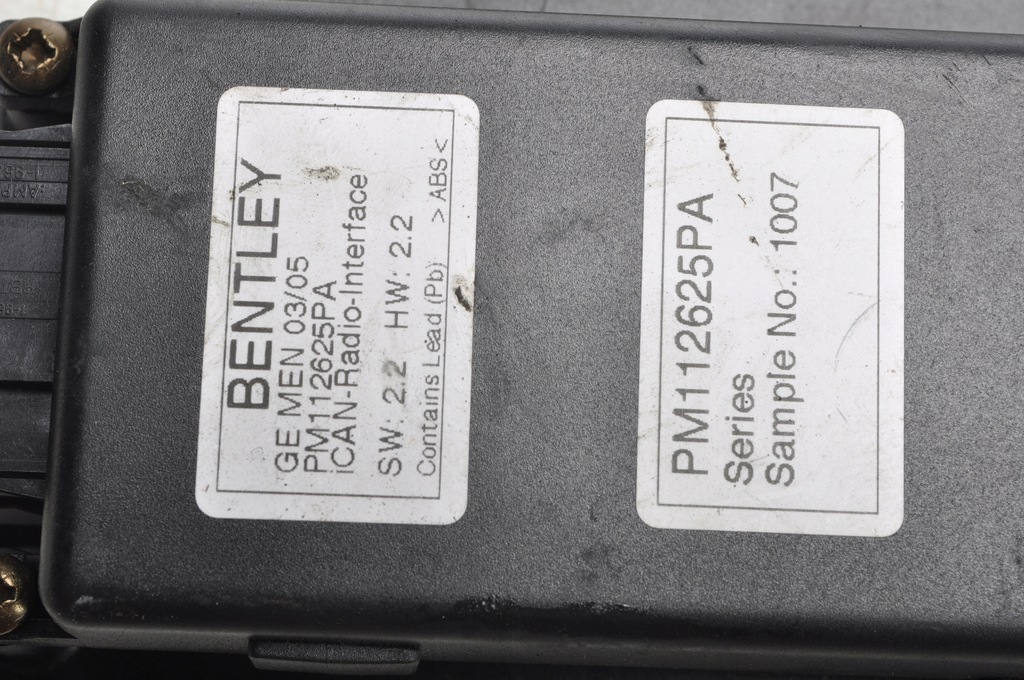 BENTLEY
GE MEN 03/05
PM112625PA
iCAN-Radio-Interface
SW: 2.2 HW: 2.2
Contains Lead (Pb) > ABS <
PM112625PA
Series
Sample No.: 1007